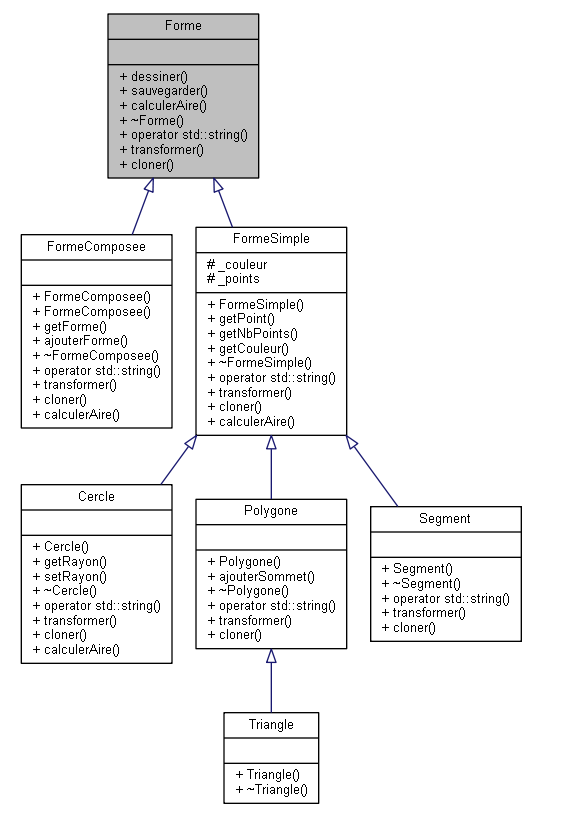 Forme
+ dessiner()
+ sauvegarder()
+ calculerAire()
+ ~Forme()
+ operator std::string()
+ transformer()
+ cloner()
FormeComposee
+ FormeComposee()
+ FormeComposee()
+ getForme()
+ ajouterForme()
+ ~FormeComposee()
+ operator std::string()
+ transformer()
+ cloner()
+ calculerAire()
FormeSimple
# _couleur
# _points
+ FormeSimple()
+ getPoint()
+ getNbPoints()
+ getCouleur()
+ ~FormeSimple()
+ operator std::string()
+ transformer()
+ cloner()
+ calculerAire()
Cercle
+ Cercle()
+ getRayon()
+ setRayon()
+ ~Cercle()
+ operator std::string()
+ transformer()
+ cloner()
+ calculerAire()
Polygone
+ Polygone()
+ ajouterSommet()
+ ~Polygone()
+ operator std::string()
+ transformer()
+ cloner()
Segment
+ Segment()
+ ~Segment()
+ operator std::string()
+ transformer()
+ cloner()
Triangle
+ Triangle()
+ ~Triangle()